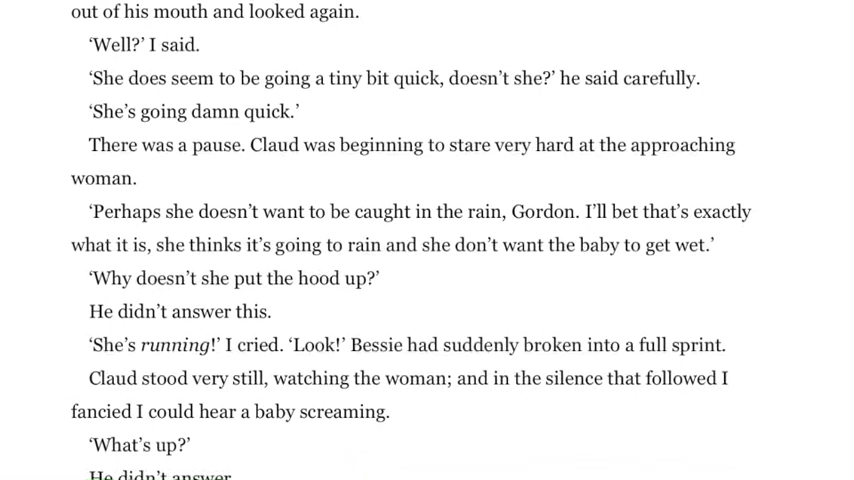 out of his mouth and looked again.
‘Well?’ I said.
‘She does seem to be going a tiny bit quick, doesn’t she?’ he said carefully.
‘She’s going damn quick.’
There was a pause. Claud was beginning to stare very hard at the approaching
woman.
‘Perhaps she doesn’t want to be caught in the rain, Gordon. I’ll bet that’s exactly
what it is, she thinks it’s going to rain and she don’t want the baby to get wet.’
‘Why doesn’t she put the hood up?’
He didn’t answer this.
‘She’s running!’ I cried. ‘Look!’ Bessie had suddenly broken into a full sprint.
Claud stood very still, watching the woman; and in the silence that followed I
fancied I could hear a baby screaming.
‘What’s up?’
He didn’t answer.